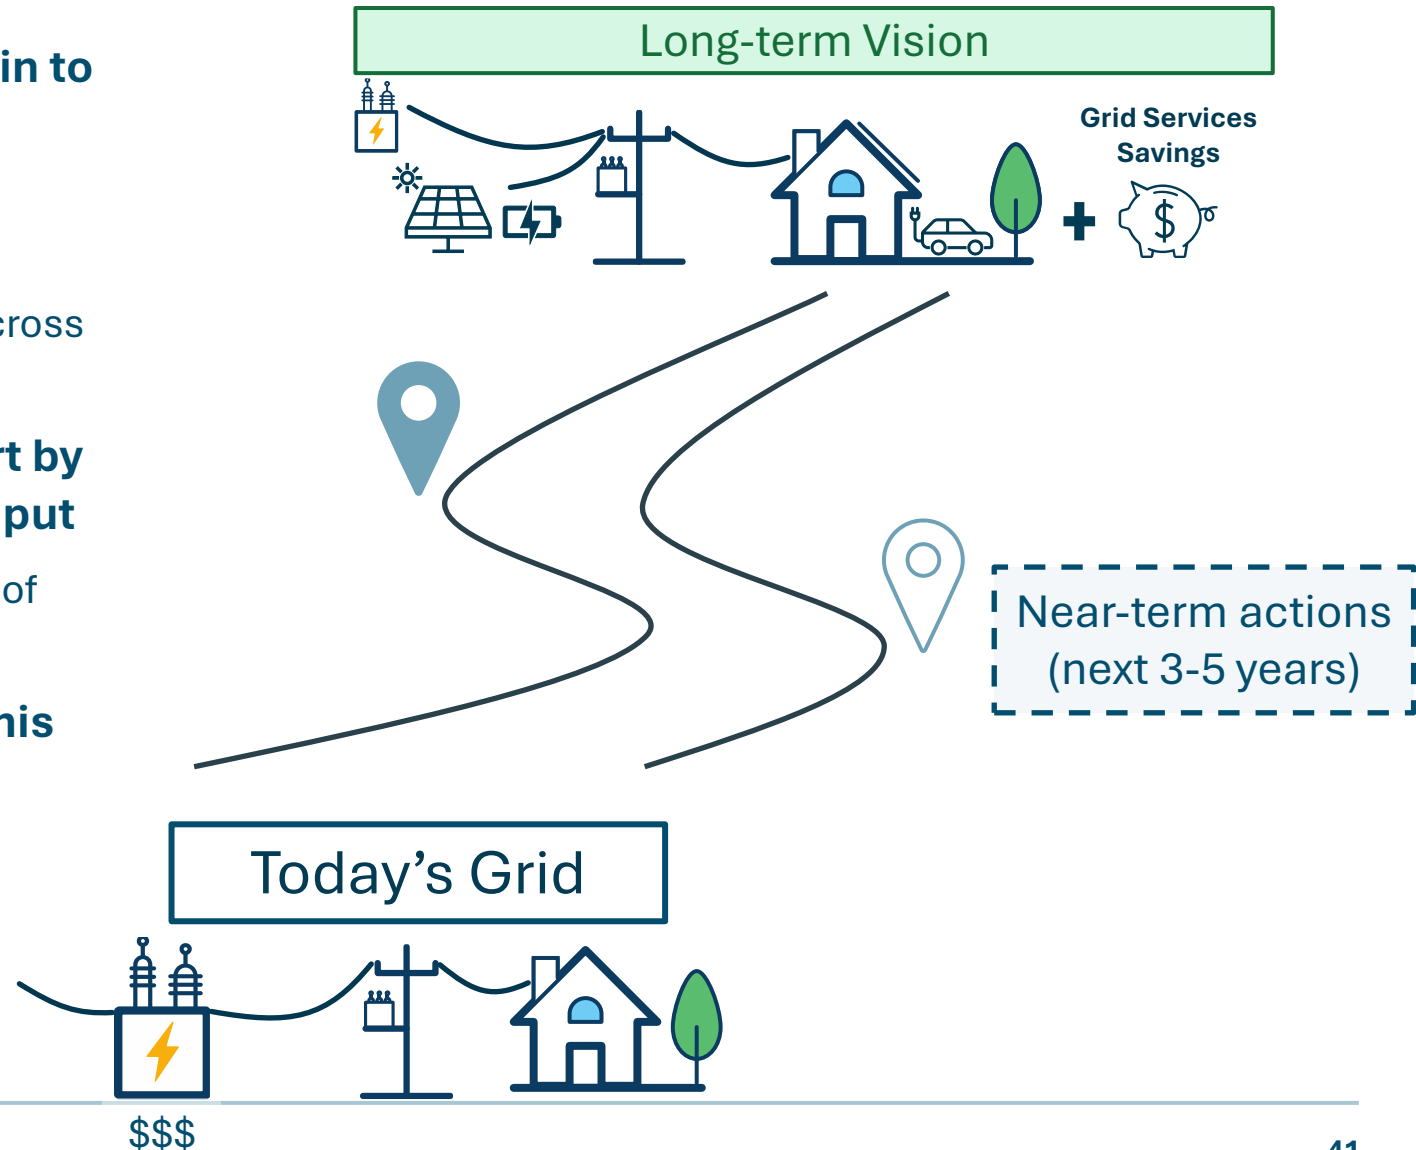 in to
cross
rt by
put
of
his
Long-term Vision
Grid Services
Savings
$
Near-term actions
(next 3-5 years)
Today's Grid
$$$
41